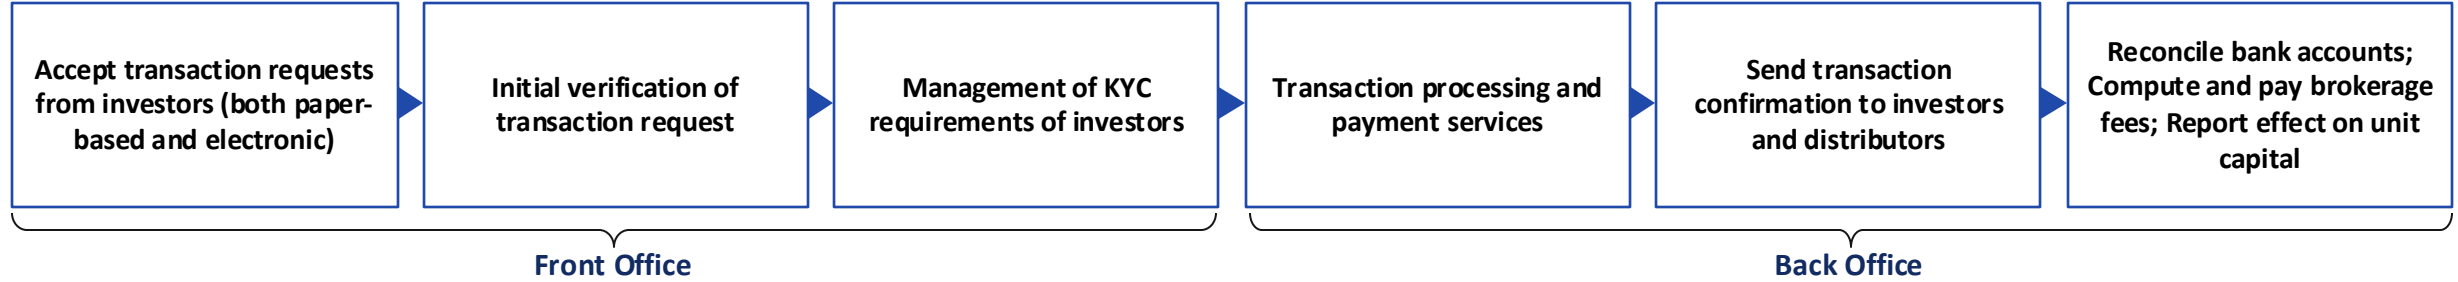 Accept transaction requests
from investors (both paper-
based and electronic)
Initial verification of
transaction request
Management of KYC
requirements of investors
Transaction processing and
payment services
Send transaction
confirmation to investors
and distributors
Reconcile bank accounts;
Compute and pay brokerage
fees; Report effect on unit
capital
Front Office
Back Office